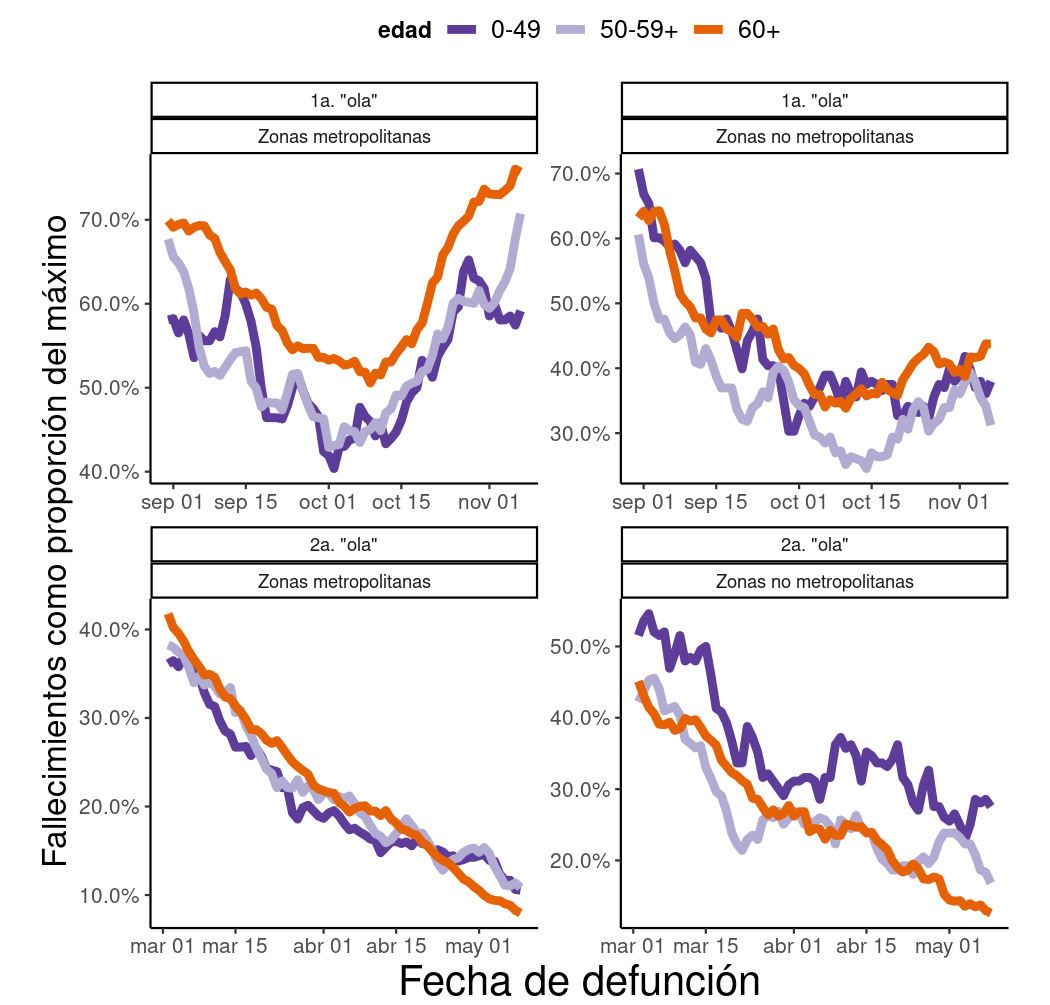 edad 0-49 50-59+ 60+
1a. "ola"
Zonas metropolitanas
1a. "ola"
Zonas no metropolitanas
70.0%
60.0%
50.0%
40.0%
sep 01 sep 15 oct 01 oct 15 nov 01
70.0%
60.0%
50.0%
40.0%
30.0%
sep 01 sep 15 oct 01 oct 15 nov 01
2a. "ola"
Zonas metropolitanas
2a. "ola"
Zonas no metropolitanas
40.0%
30.0%
20.0%
10.0%
mar 01 mar 15 abr 01 abr 15 may 01
50.0%
40.0%
30.0%
20.0%
mar 01 mar 15 abr 01 abr 15 may 01
Fallecimientos como proporción del máximo
Fecha de defunción